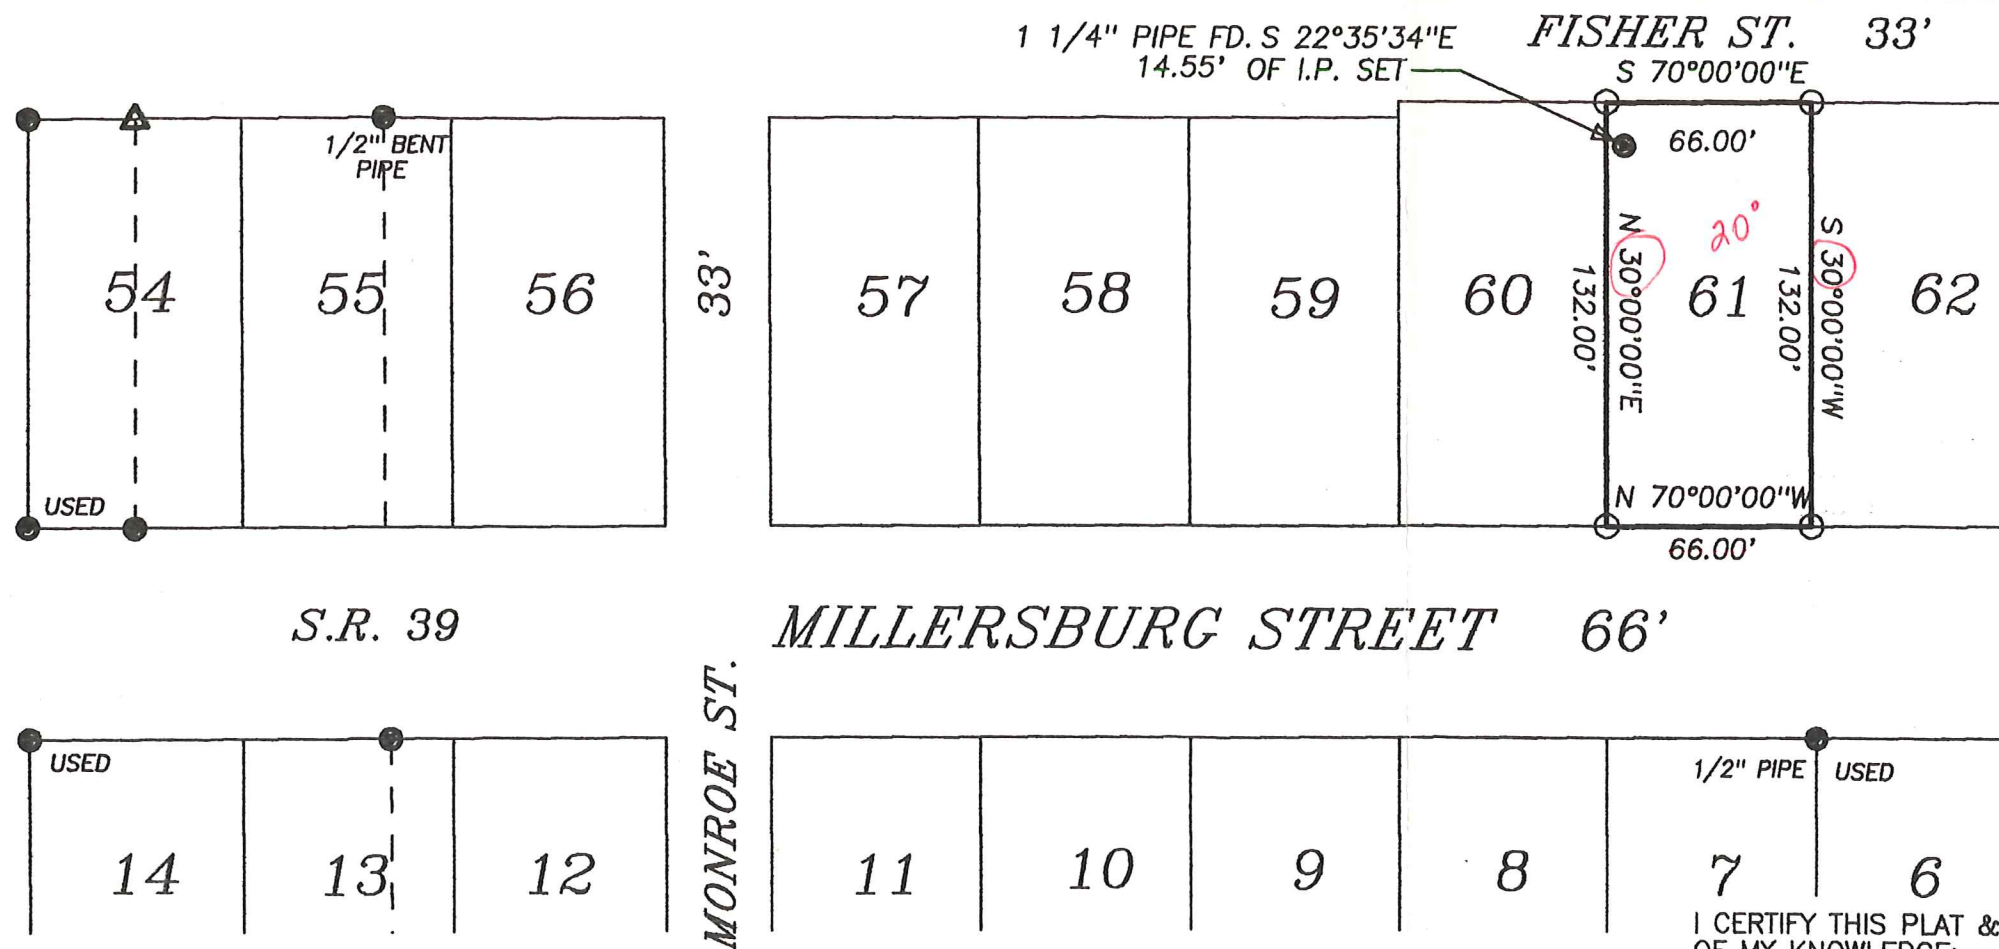 1 1/4" PIPE FD. S 22°35'34"E
14.55' OF I.P. SET
FISHER ST. 33'
S 70°00'00"E
66.00'
1/2" BENT
PIPE
54
55
56
33'
57
58
59
60
132.00'
N 30°00'00"E
20°
61
132.00'
S 30°00'00"W
62
USED
N 70°00'00"W
66.00'
S.R. 39
MILLERSBURG STREET 66'
MONROE ST.
USED
1/2" PIPE USED
14
13
12
11
10
9
8
7
6
I CERTIFY THIS PLAT &
OF MY KNOWLEDGE